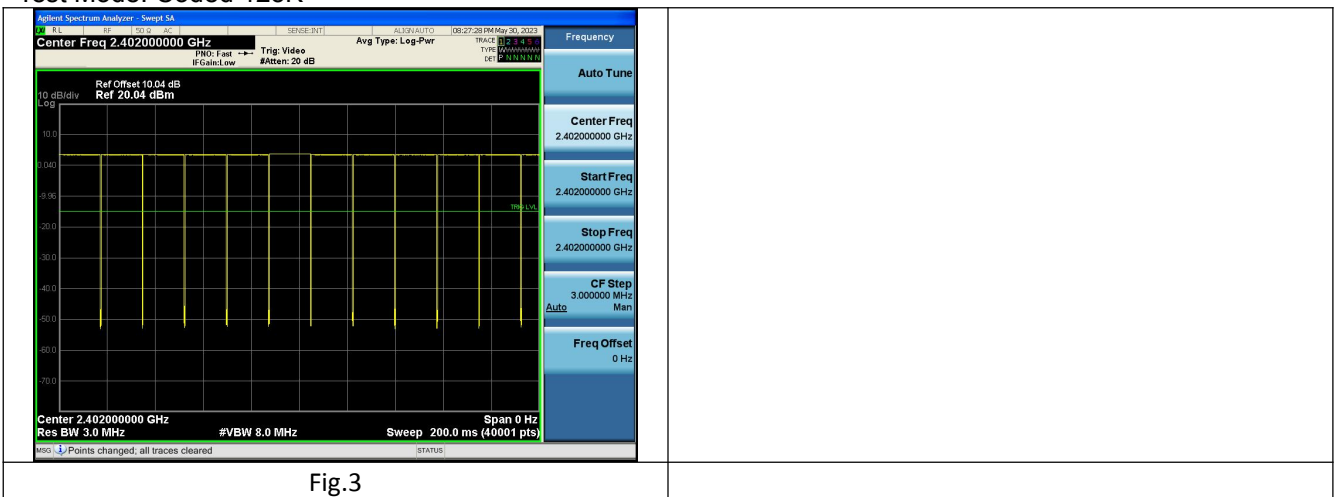 Agilent Spectrum Analyzer - Swept SA
RL RF 50 Ω AC SENSE:INT ALIGNAUTO 08:27:28 PM May 30, 2023
Center Freq 2.402000000 GHz Avg Type: Log-Pwr TRACE 1 2 3 4 5 6
PNO: Fast Trig: Video TYPE
IFGain:Low #Atten: 20 dB DET P N N N N N
Frequency
Auto Tune
Ref Offset 10.04 dB
10 dB/div Ref 20.04 dBm
Log
10.0
0.040
-9.96
TRIG LVL
-20.0
-30.0
-40.0
-50.0
-60.0
-70.0
Center Freq
2.402000000 GHz
Start Freq
2.402000000 GHz
Stop Freq
2.402000000 GHz
CF Step
3.000000 MHz
Auto Man
Freq Offset
0 Hz
Center 2.402000000 GHz Span 0 Hz
Res BW 3.0 MHz #VBW 8.0 MHz Sweep 200.0 ms (40001 pts)
MSG Points changed; all traces cleared STATUS
Fig.3